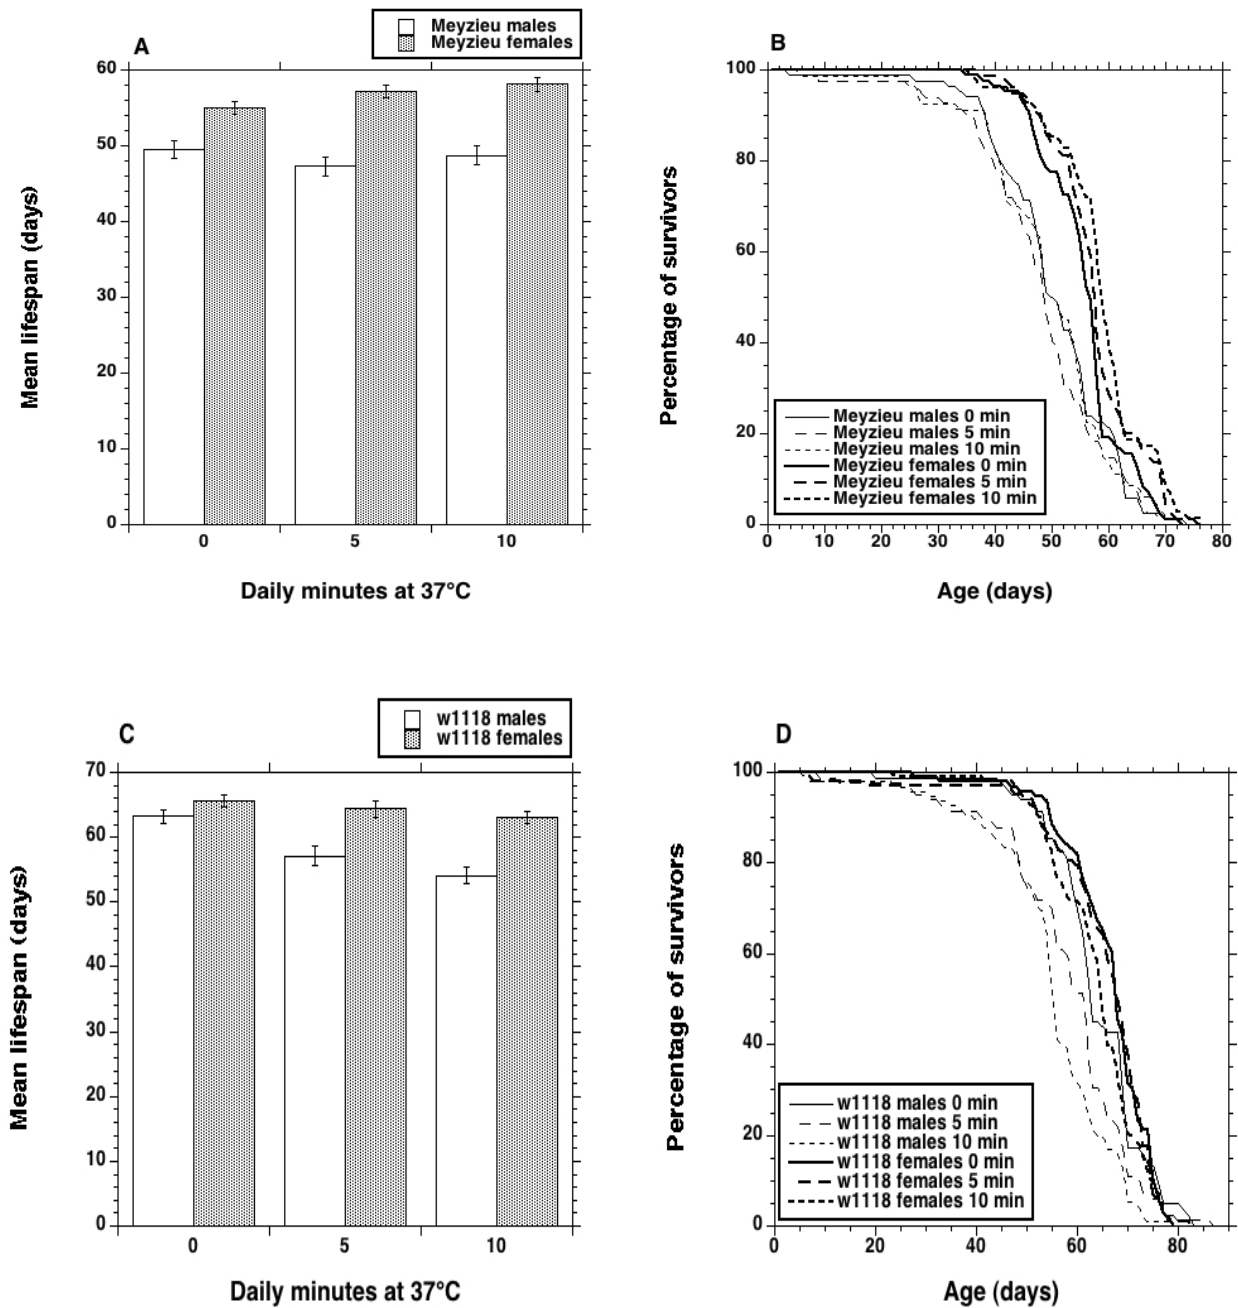 A
Meyzieu males
Meyzieu females
60
50
40
30
20
10
0
Mean lifespan (days)
0 5 10
Daily minutes at 37°C
B
100
80
60
40
20
0
Percentage of survivors
Meyzieu males 0 min
Meyzieu males 5 min
Meyzieu males 10 min
Meyzieu females 0 min
Meyzieu females 5 min
Meyzieu females 10 min
0 10 20 30 40 50 60 70 80
Age (days)
C
w1118 males
w1118 females
70
60
50
40
30
20
10
0
Mean lifespan (days)
0 5 10
Daily minutes at 37°C
D
100
80
60
40
20
0
Percentage of survivors
w1118 males 0 min
w1118 males 5 min
w1118 males 10 min
w1118 females 0 min
w1118 females 5 min
w1118 females 10 min
0 20 40 60 80
Age (days)